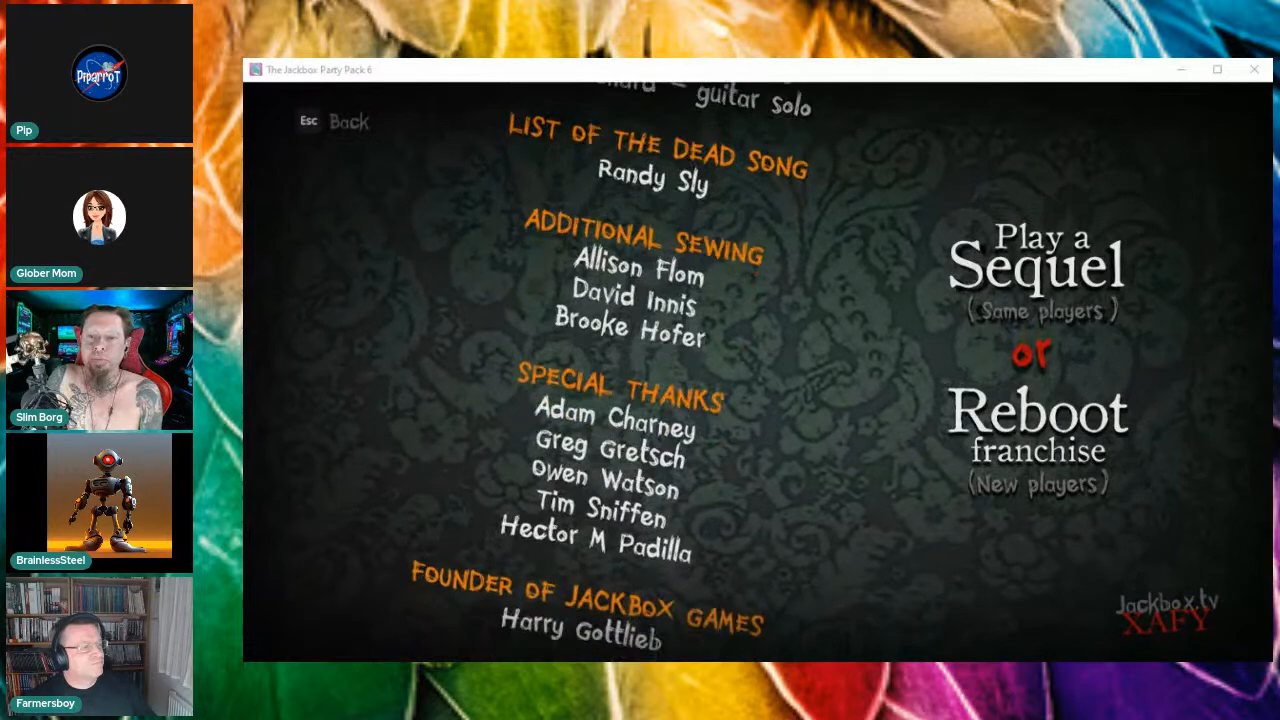 PiparroT
Pip
Glober Mom
Slim Borg
BrainlessSteel
Farmersboy
The Jackbox Party Pack 6
Esc Back
– guitar solo
LIST OF THE DEAD SONG
Randy Sly
ADDITIONAL SEWING
Allison Flom
David Innis
Brooke Hofer
SPECIAL THANKS
Adam Charney
Greg Gretsch
Owen Watson
Tim Sniffen
Hector M Padilla
FOUNDER OF JACKBOX GAMES
Harry Gottlieb
Play a
Sequel
(Same players)
or
Reboot
franchise
(New players)
Jackbox.tv
XAFY